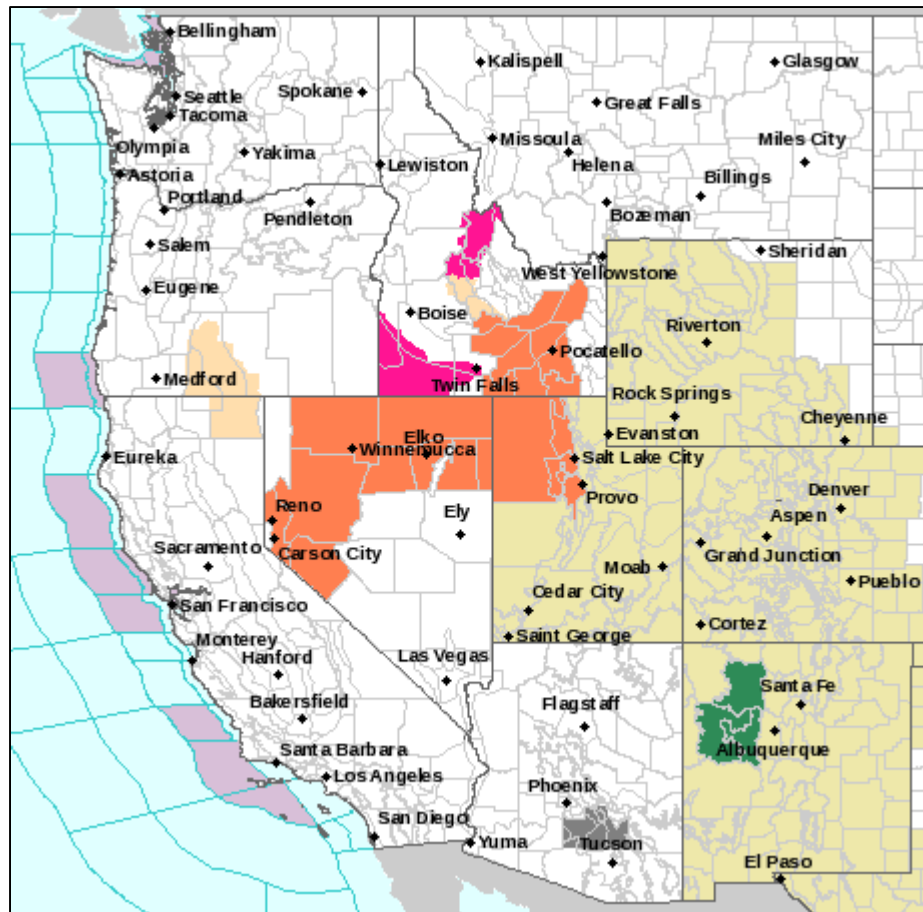 Bellingham
Kalispell
Glasgow
Seattle
Spokane
Great Falls
Tacoma
Olympia
Missoula
Miles City
Yakima
Helena
Lewiston
Astoria
Billings
Portland
Pendleton
Bozeman
Salem
Sheridan
West Yellowstone
Eugene
Boise
Riverton
Pocatello
Medford
Twin Falls
Rock Springs
Cheyenne
Elko
Evanston
Eureka
Winnemucca
Salt Lake City
Provo
Denver
Reno
Ely
Aspen
Sacramento
Carson City
Grand Junction
Moab
Pueblo
San Francisco
Cedar City
Cortez
Monterey
Saint George
Hanford
Las Vegas
Santa Fe
Bakersfield
Flagstaff
Albuquerque
Santa Barbara
Los Angeles
Phoenix
San Diego
Yuma
Tucson
El Paso